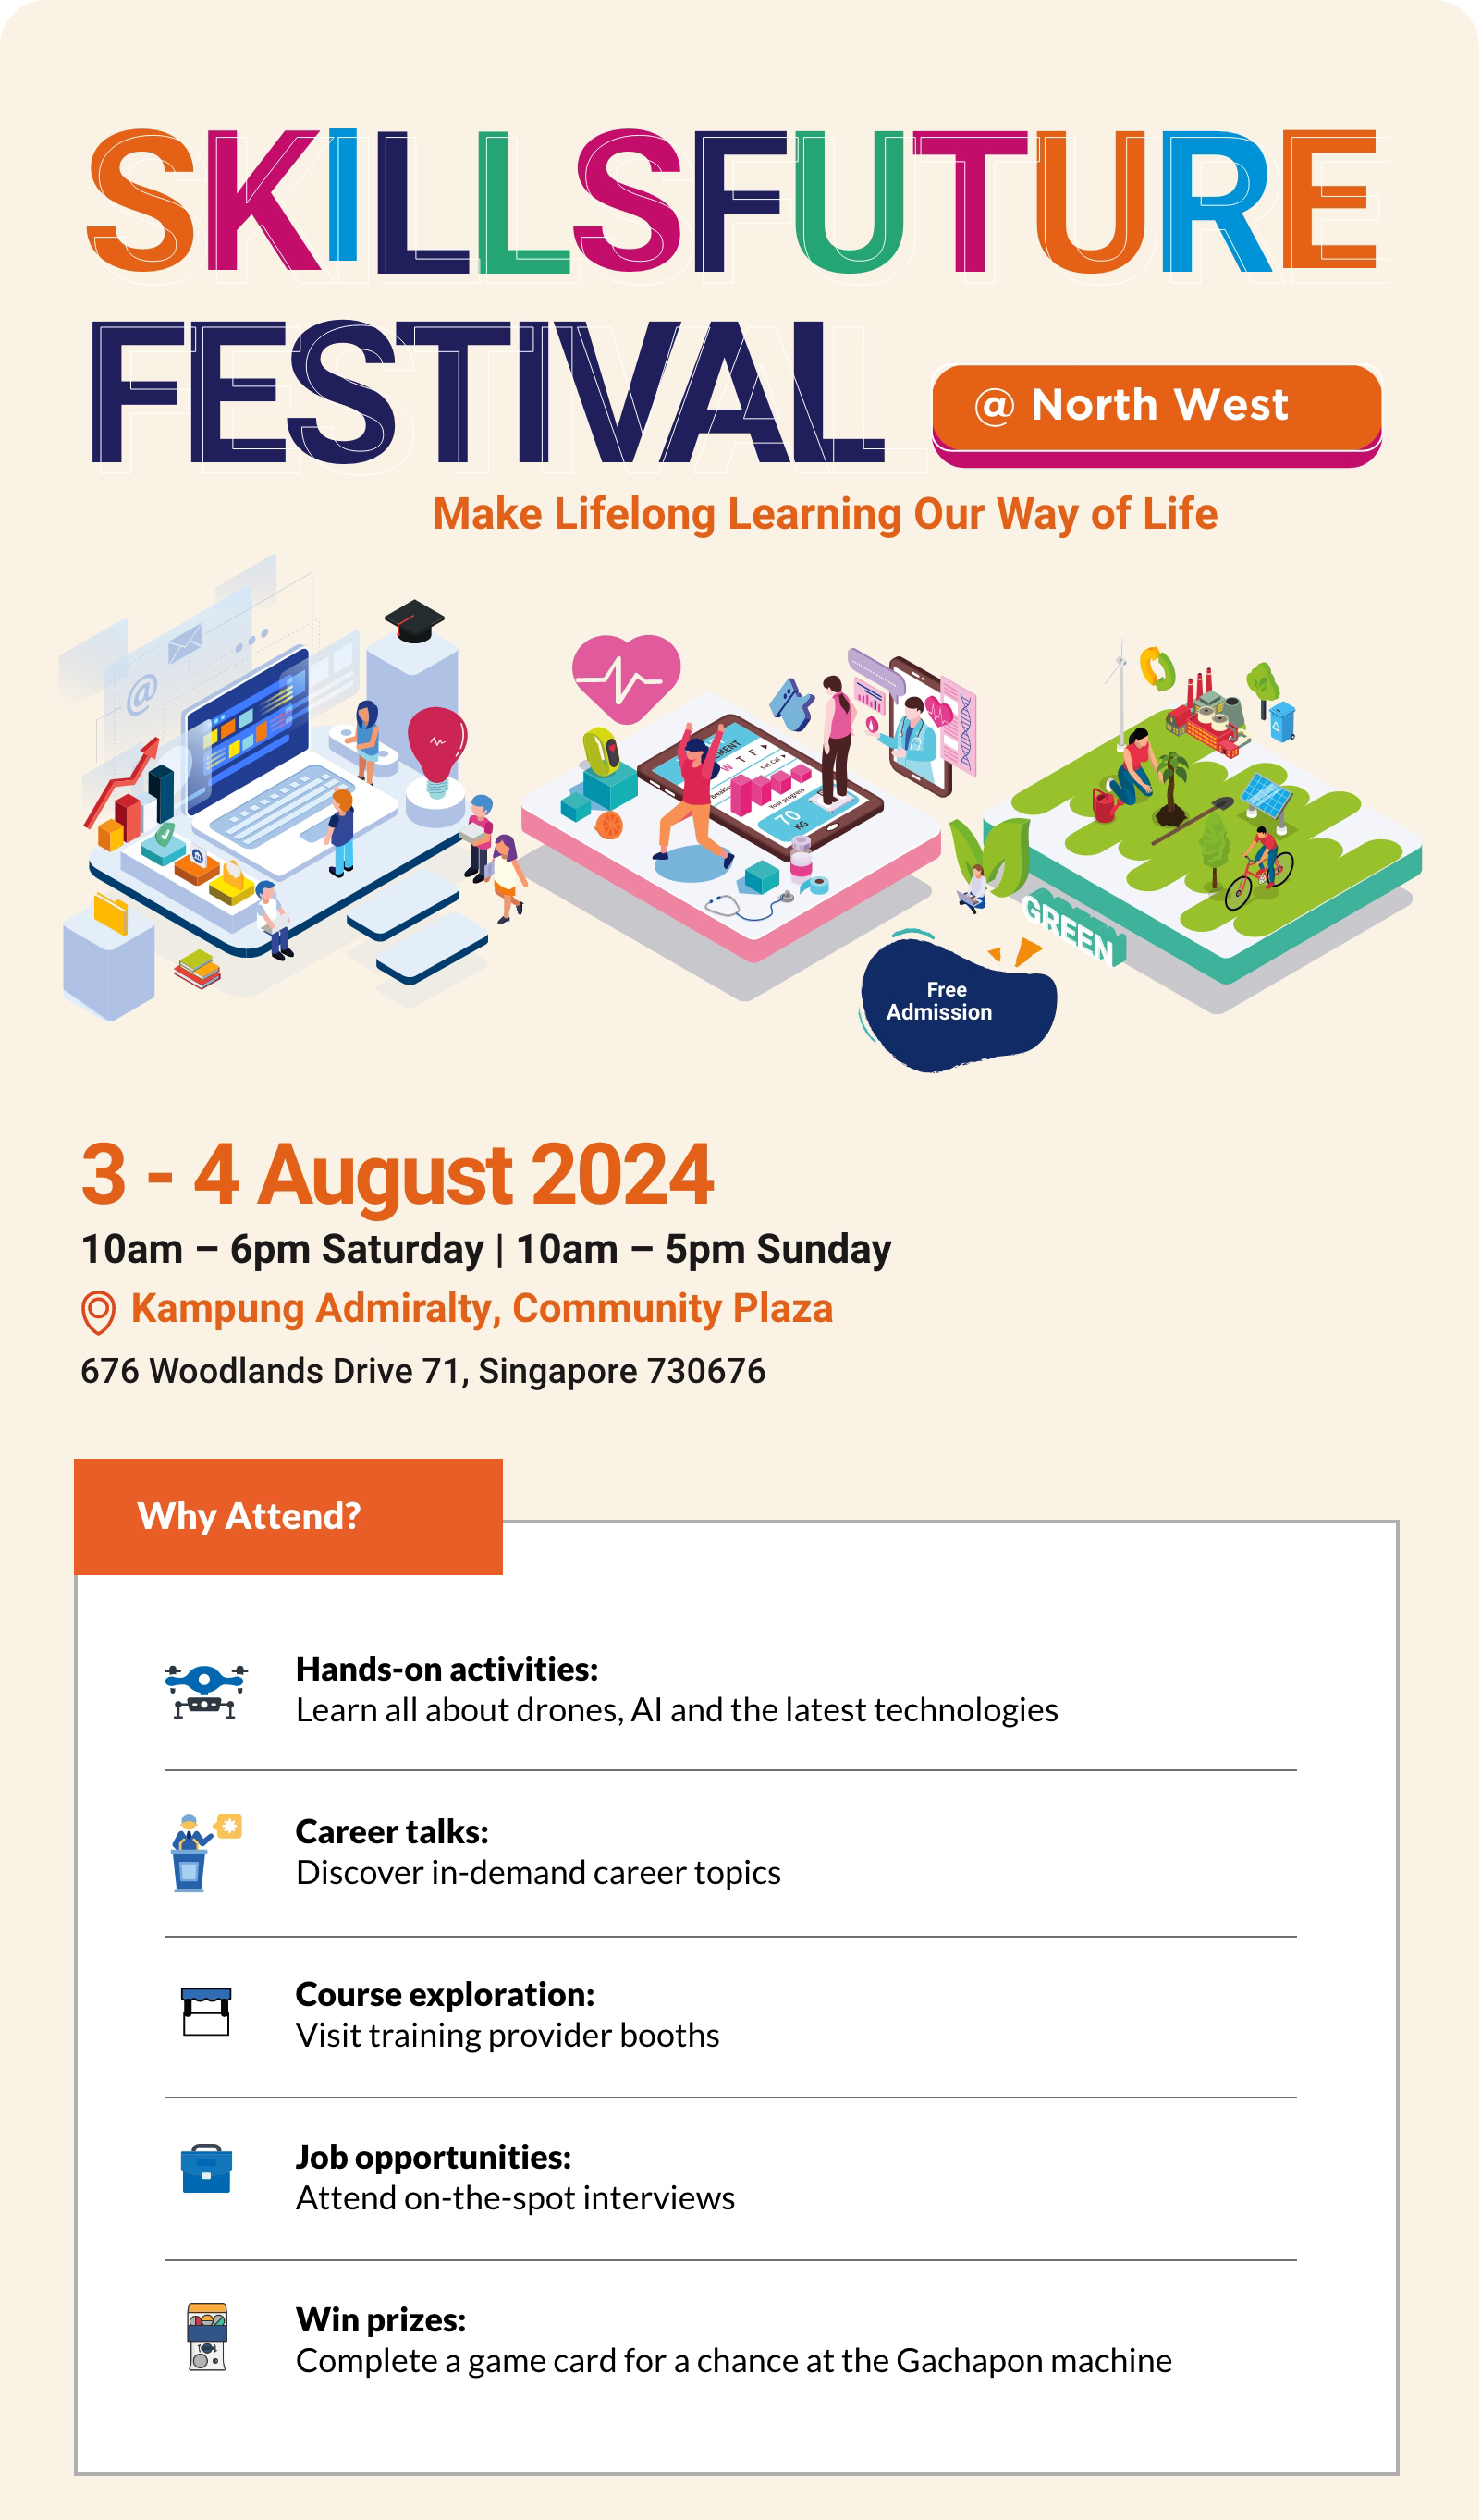 SKILLSFUTURE
FESTIVAL
@ North West
Make Lifelong Learning Our Way of Life
@
W T F
Your progress
70
KG
GREEN
Free
Admission
3 - 4 August 2024
10am – 6pm Saturday | 10am – 5pm Sunday
Kampung Admiralty, Community Plaza
676 Woodlands Drive 71, Singapore 730676
Why Attend?
Hands-on activities:
Learn all about drones, AI and the latest technologies
Career talks:
Discover in-demand career topics
Course exploration:
Visit training provider booths
Job opportunities:
Attend on-the-spot interviews
Win prizes:
Complete a game card for a chance at the Gachapon machine